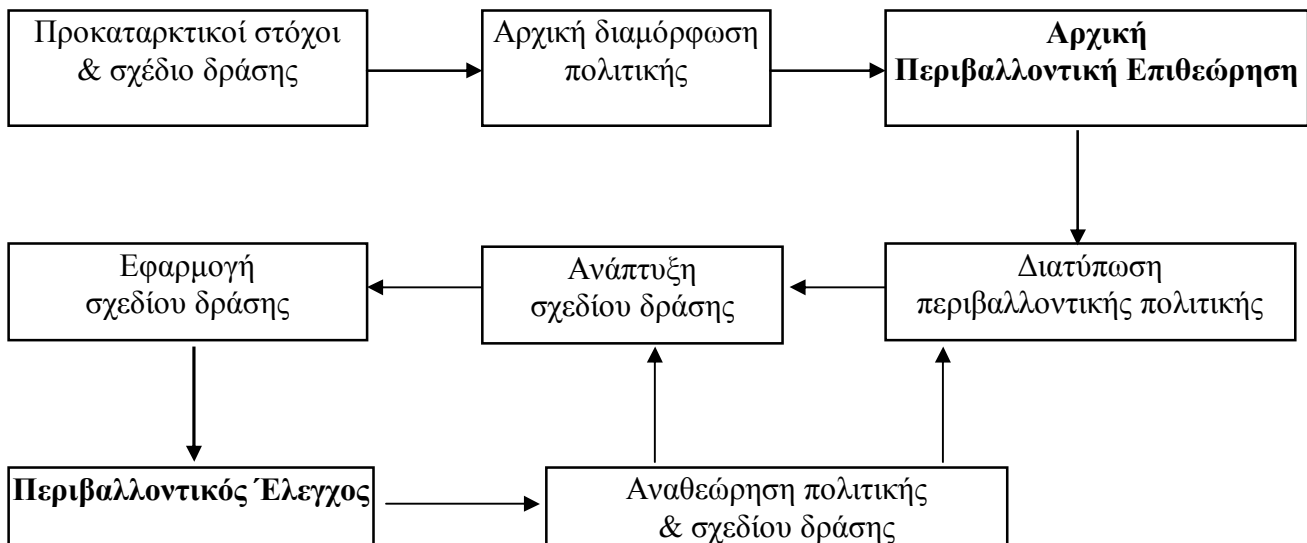 Προκαταρκτικοί στόχοι
& σχέδιο δράσης
Αρχική διαμόρφωση
πολιτικής
Αρχική
Περιβαλλοντική Επιθεώρηση
Εφαρμογή
σχεδίου δράσης
Ανάπτυξη
σχεδίου δράσης
Διατύπωση
περιβαλλοντικής πολιτικής
Περιβαλλοντικός Έλεγχος
Αναθεώρηση πολιτικής
& σχεδίου δράσης